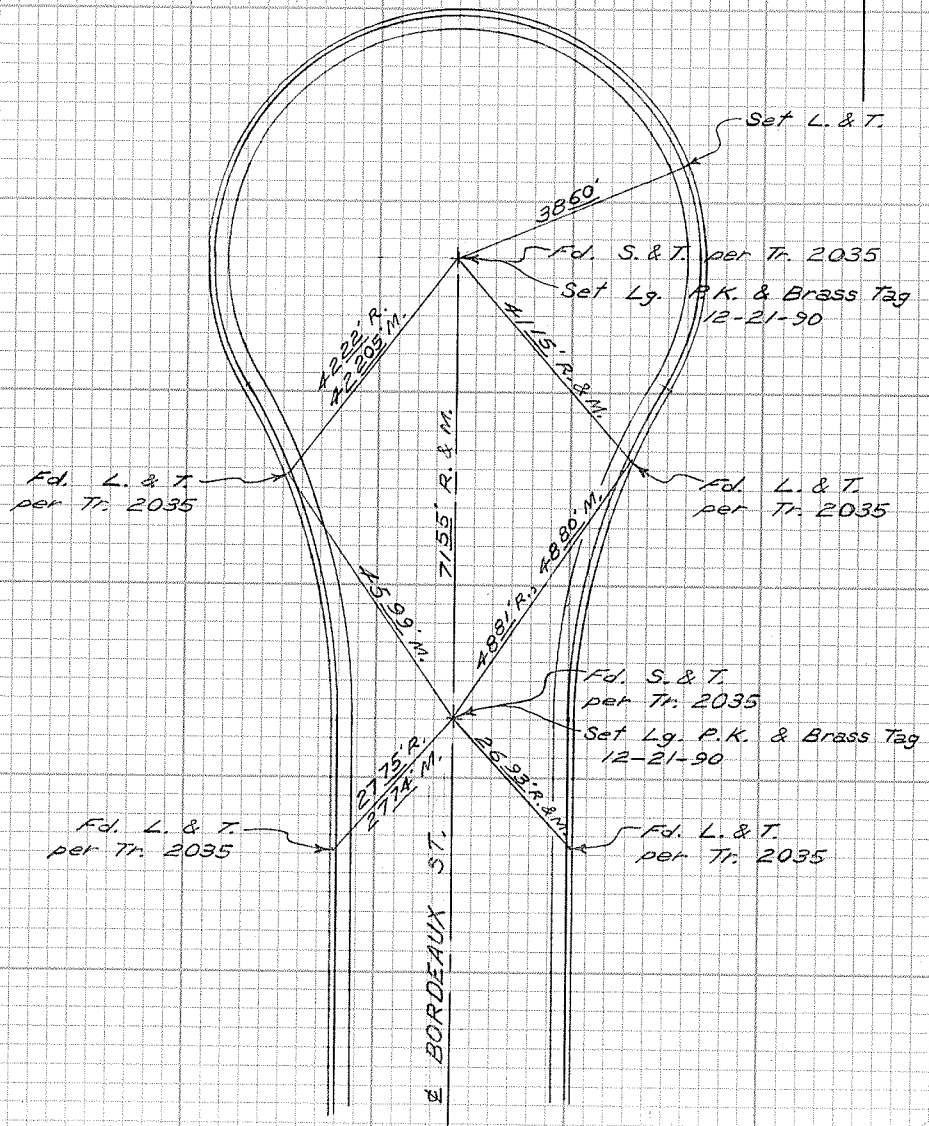 Set L. & T.
38 60'
Fd. S. & T. per Tr. 2035
Set Lg. P.K. & Brass Tag
12-21-90
42 22' R.
42 205' M.
41 15' R. & M.
71 55' R. & M.
Fd. L. & T.
per Tr. 2035
Fd. L. & T.
per Tr. 2035
45 99' M.
48 81' R., 48 80' M.
Fd. S. & T.
per Tr. 2035
Set Lg. P.K. & Brass Tag
12-21-90
27 75' R.
27 74' M.
26 93' R. & M.
Fd. L. & T.
per Tr. 2035
Fd. L. & T.
per Tr. 2035
℄ BORDEAUX ST.